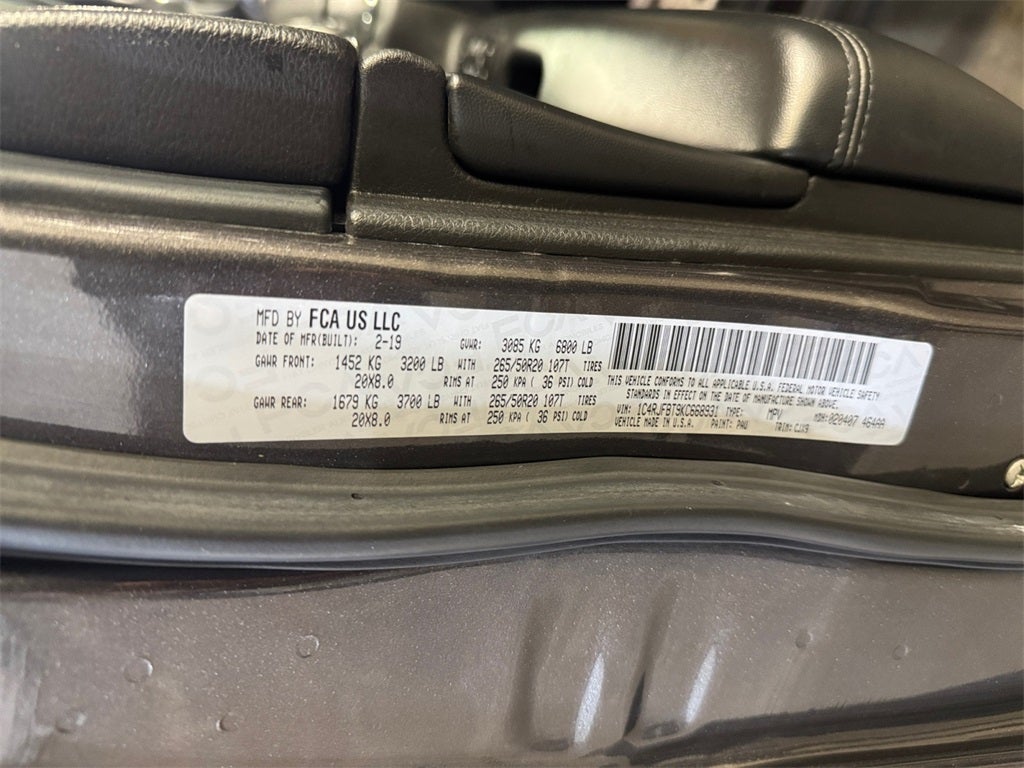 MFD BY FCA US LLC
DATE OF MFR(BUILT): 2-19 GVWR: 3085 KG 6800 LB
GAWR FRONT: 1452 KG 3200 LB WITH 265/50R20 107T TIRES
20X8.0 RIMS AT 250 KPA ( 36 PSI) COLD
GAWR REAR: 1679 KG 3700 LB WITH 265/50R20 107T TIRES
20X8.0 RIMS AT 250 KPA ( 36 PSI) COLD
THIS VEHICLE CONFORMS TO ALL APPLICABLE U.S.A. FEDERAL MOTOR VEHICLE SAFETY
STANDARDS IN EFFECT ON THE DATE OF MANUFACTURE SHOWN ABOVE.
VIN: 1C4RJFBT9KC668931 TYPE: MPV MDH: 020407 464AA
VEHICLE MADE IN U.S.A. PAINT: PAU TRIM: CJX9